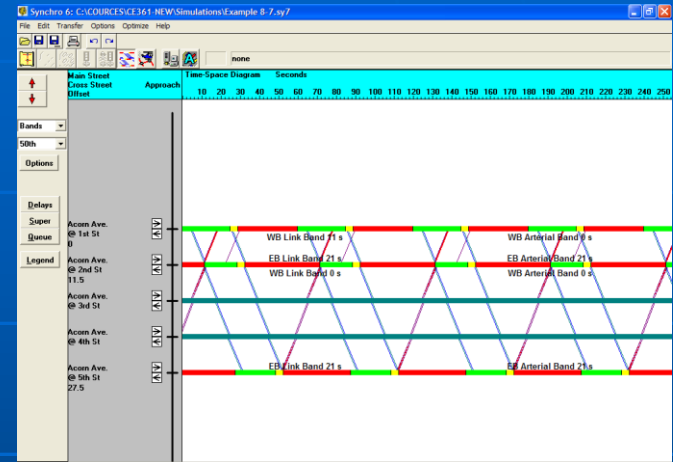 Synchro 6: C:\COURCES\CE361-NEW\Simulations\Example 8-7.sy7
File Edit Transfer Options Optimize Help
none
Main Street
Cross Street
Offset
Approach
Time-Space Diagram Seconds
10 20 30 40 50 60 70 80 90 100 110 120 130 140 150 160 170 180 190 200 210 220 230 240 250
Bands
50th
Options
Delays
Super
Queue
Legend
Acorn Ave.
@ 1st St
0
WB Link Band 11 s
WB Arterial Band 0 s
Acorn Ave.
@ 2nd St
11.5
EB Link Band 21 s
EB Arterial Band 21 s
WB Link Band 0 s
WB Arterial Band 0 s
Acorn Ave.
@ 3rd St
Acorn Ave.
@ 4th St
Acorn Ave.
@ 5th St
27.5
EB Link Band 21 s
EB Arterial Band 21 s